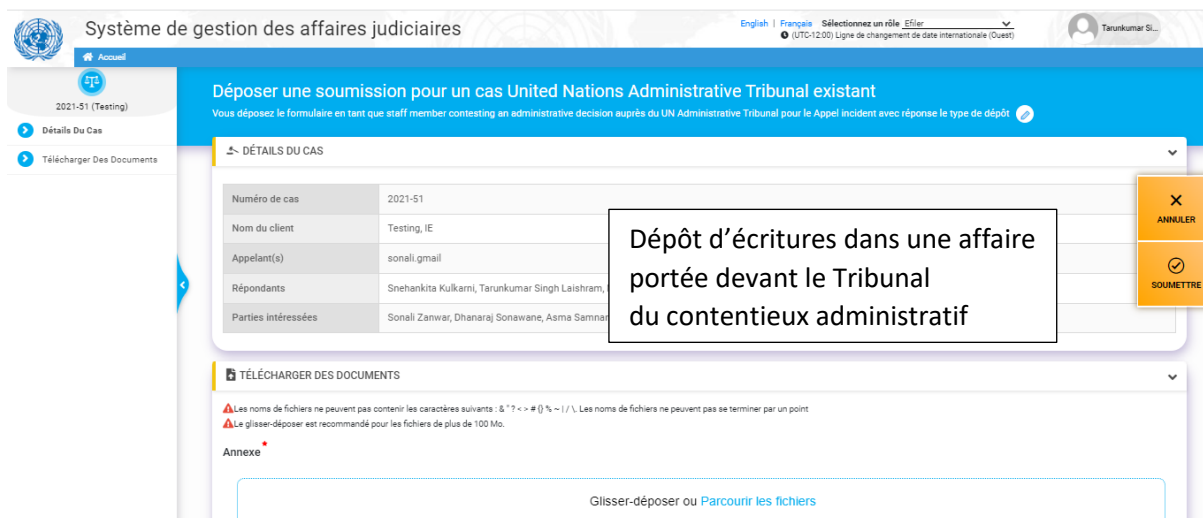 Système de gestion des affaires judiciaires
English | Français Sélectionnez un rôle Efiler
(UTC-12:00) Ligne de changement de date internationale (Ouest)
Tarunkumar Si...
Accueil
2021-51 (Testing)
Détails Du Cas
Télécharger Des Documents
Déposer une soumission pour un cas United Nations Administrative Tribunal existant
Vous déposez le formulaire en tant que staff member contesting an administrative decision auprès du UN Administrative Tribunal pour le Appel incident avec réponse le type de dépôt
DÉTAILS DU CAS
Numéro de cas 2021-51
Nom du client Testing, IE
Appelant(s) sonali.gmail
Répondants Snehankita Kulkarni, Tarunkumar Singh Laishram,
Parties intéressées Sonali Zanwar, Dhanaraj Sonawane, Asma Samnan
Dépôt d’écritures dans une affaire
portée devant le Tribunal
du contentieux administratif
ANNULER
SOUMETTRE
TÉLÉCHARGER DES DOCUMENTS
Les noms de fichiers ne peuvent pas contenir les caractères suivants : & " ? < > # {} % ~ | / \. Les noms de fichiers ne peuvent pas se terminer par un point
Le glisser-déposer est recommandé pour les fichiers de plus de 100 Mo.
Annexe *
Glisser-déposer ou Parcourir les fichiers